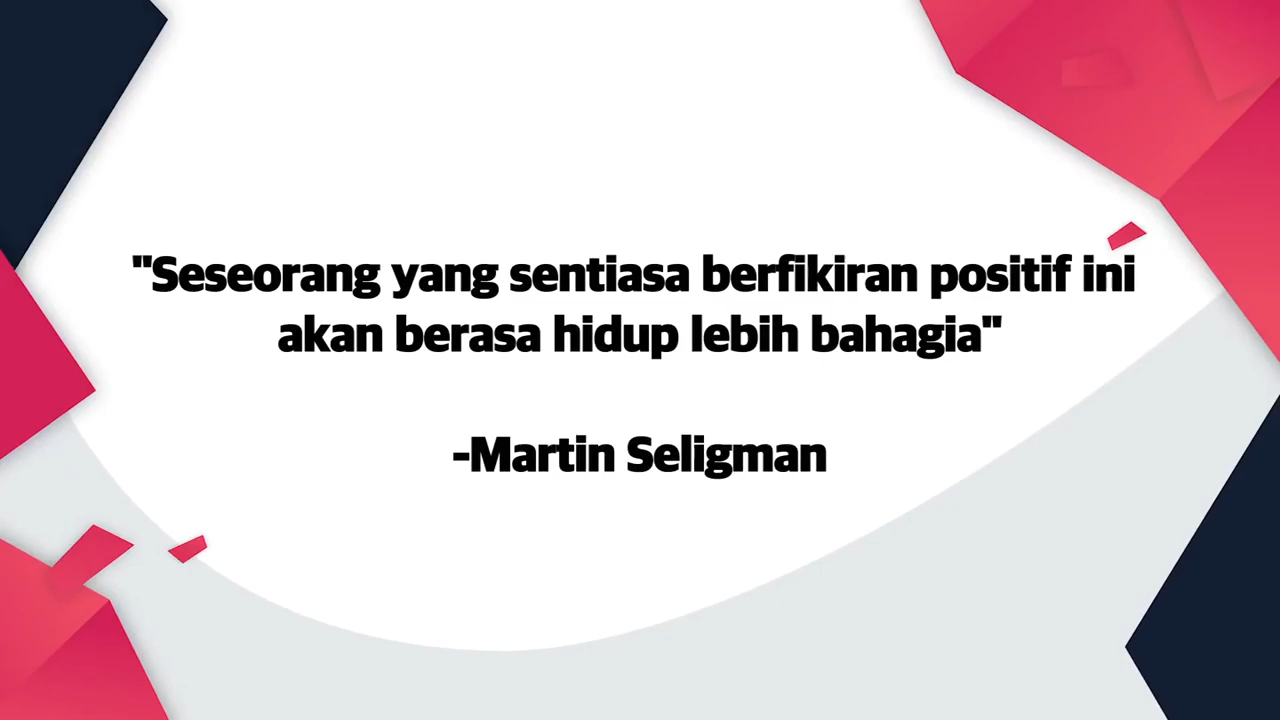 "Seseorang yang sentiasa berfikiran positif ini
akan berasa hidup lebih bahagia"
-Martin Seligman